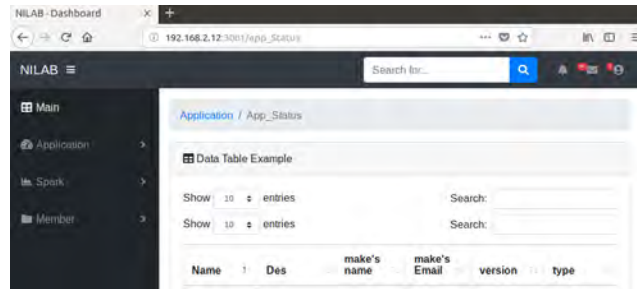 NILAB - Dashboard
192.168.2.12:3001/app_Status
NILAB
Search for...
Main
Application
Spark
Member
Application / App_Status
Data Table Example
Show 10 entries Search:
Show 10 entries Search:
Name Des make's name make's Email version type